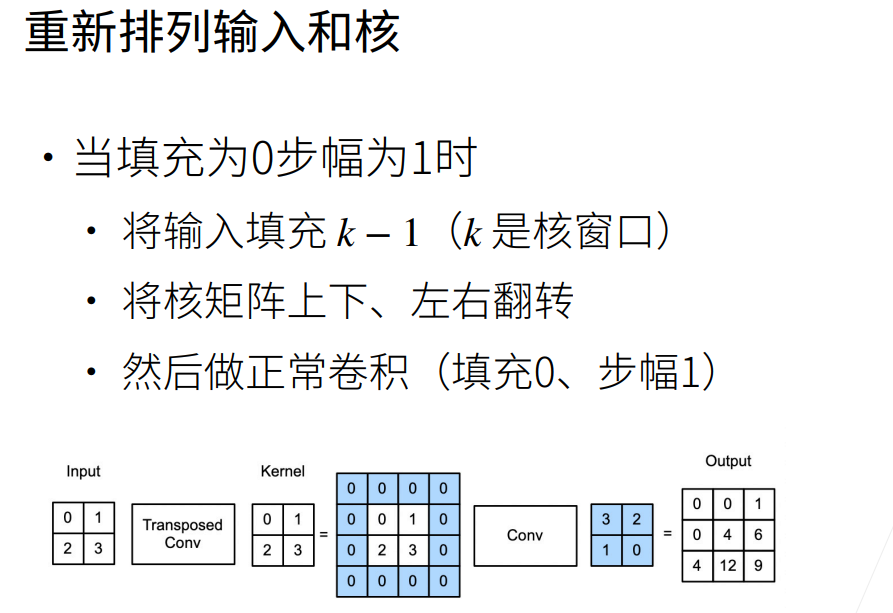 重新排列输入和核
• 当填充为0步幅为1时
• 将输入填充 k − 1（k 是核窗口）
• 将核矩阵上下、左右翻转
• 然后做正常卷积（填充0、步幅1）
Input Kernel Output
0 1
2 3
Transposed
Conv
0 1
2 3
=
0 0 0 0
0 0 1 0
0 2 3 0
0 0 0 0
Conv
3 2
1 0
=
0 0 1
0 4 6
4 12 9